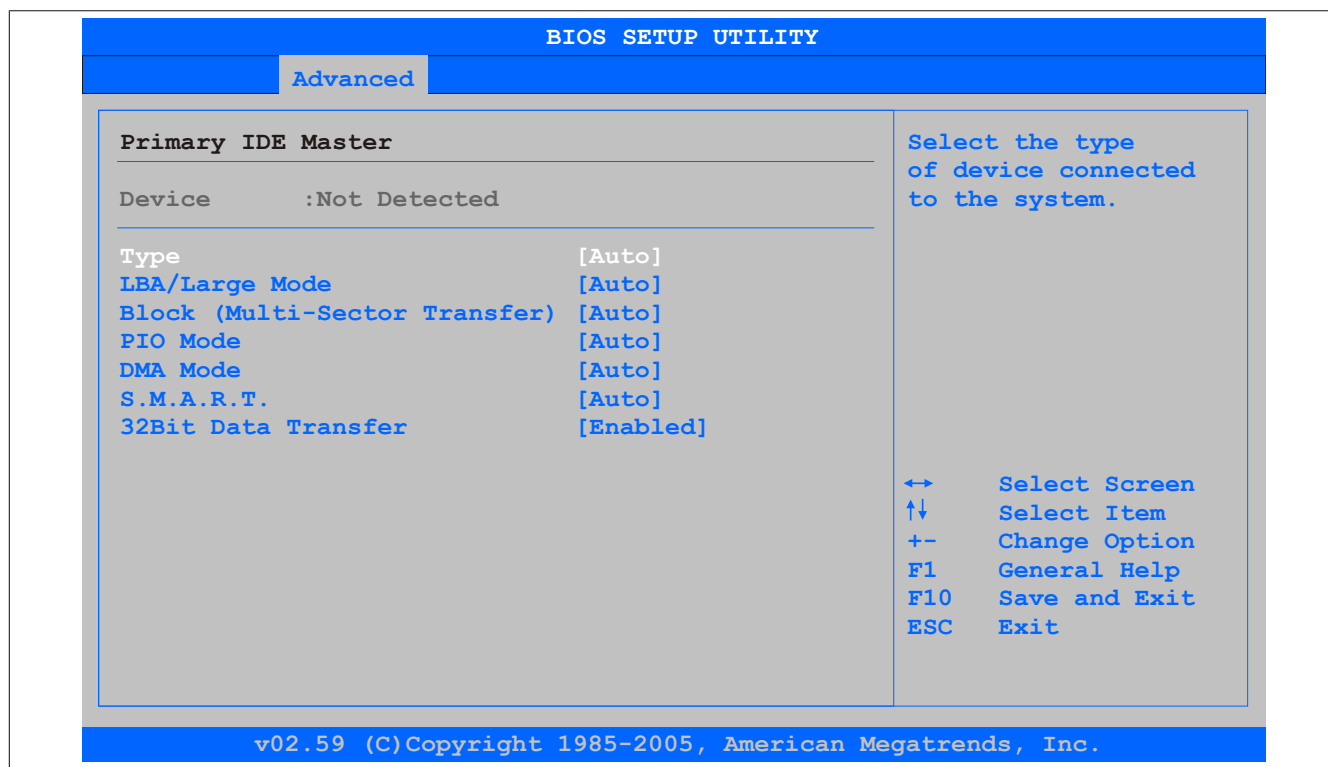 BIOS SETUP UTILITY
Advanced
Primary IDE Master
Device :Not Detected
Type [Auto]
LBA/Large Mode [Auto]
Block (Multi-Sector Transfer) [Auto]
PIO Mode [Auto]
DMA Mode [Auto]
S.M.A.R.T. [Auto]
32Bit Data Transfer [Enabled]
Select the type
of device connected
to the system.
↔ Select Screen
↑↓ Select Item
+- Change Option
F1 General Help
F10 Save and Exit
ESC Exit
v02.59 (C)Copyright 1985-2005, American Megatrends, Inc.